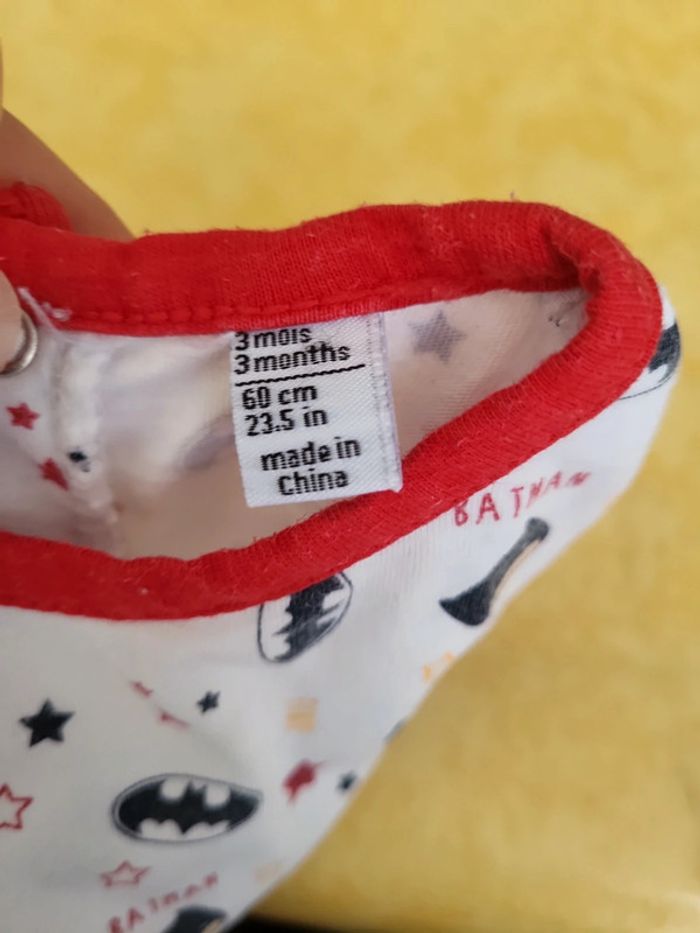 3 mois
3 months
60 cm
23.5 in
made in
China
BATMAN
BATMAN